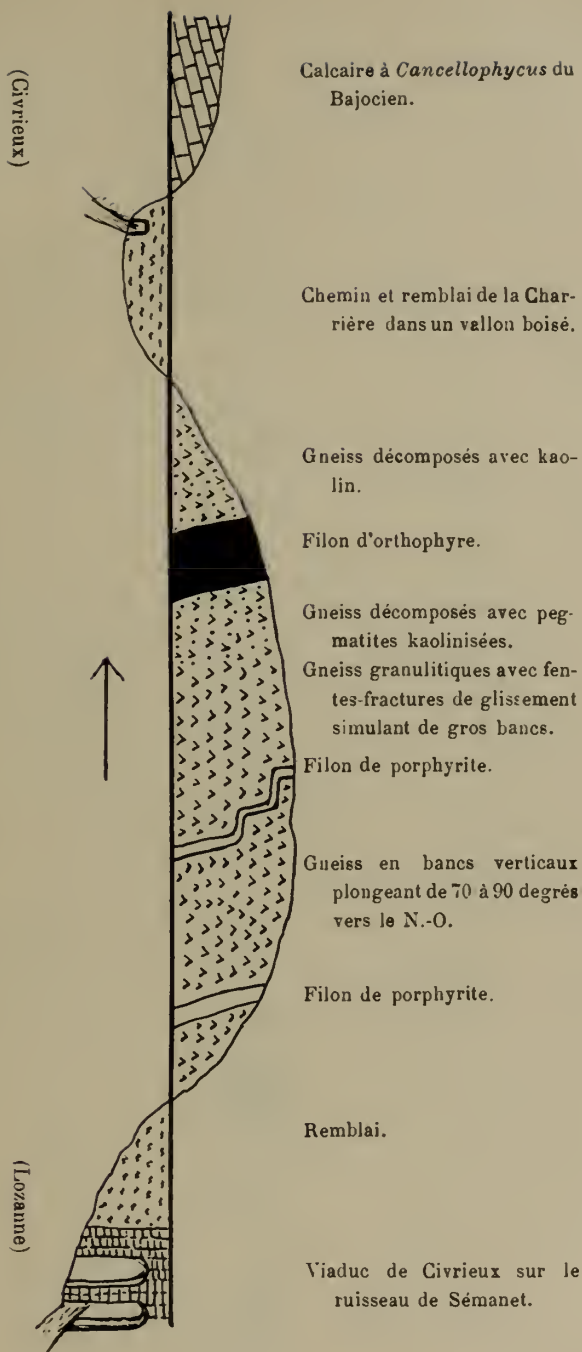 Calcaire à Cancellophycus du
Bajocien.
(Civrieux)
Chemin et remblai de la Char-
rière dans un vallon boisé.
Gneiss décomposés avec kao-
lin.
Filon d'orthophyre.
Gneiss décomposés avec peg-
matites kaolinisées.
Gneiss granulitiques avec fen-
tes-fractures de glissement
simulant de gros bancs.
Filon de porphyrite.
Gneiss en bancs verticaux
plongeant de 70 à 90 degrés
vers le N.-O.
Filon de porphyrite.
Remblai.
(Lozanne)
Viaduc de Civrieux sur le
ruisseau de Sémanet.